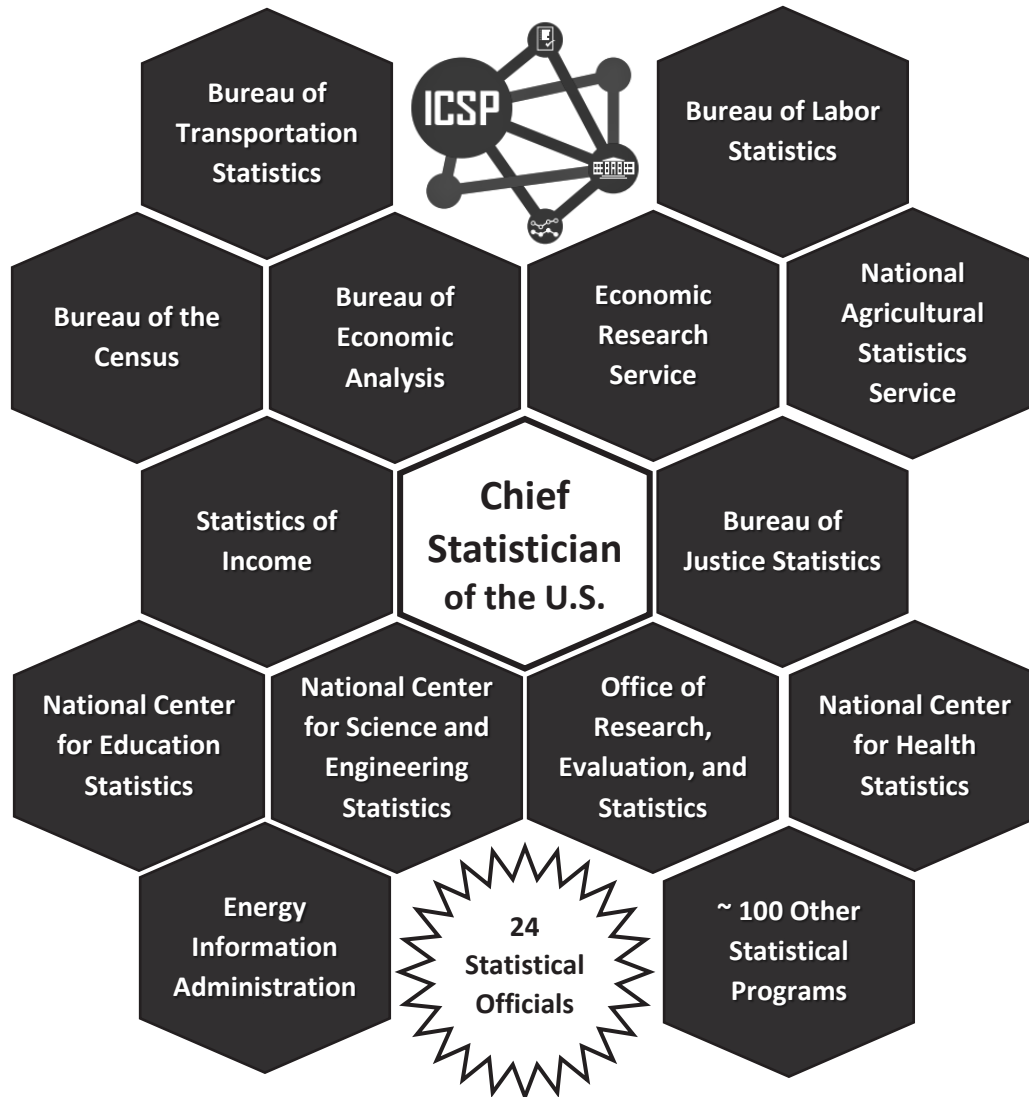 Bureau of
Transportation
Statistics
ICSP
Bureau of Labor
Statistics
Bureau of the
Census
Bureau of
Economic
Analysis
Economic
Research
Service
National
Agricultural
Statistics
Service
Statistics of
Income
Chief
Statistician
of the U.S.
Bureau of
Justice Statistics
National Center
for Education
Statistics
National Center
for Science and
Engineering
Statistics
Office of
Research,
Evaluation, and
Statistics
National Center
for Health
Statistics
Energy
Information
Administration
24
Statistical
Officials
~ 100 Other
Statistical
Programs